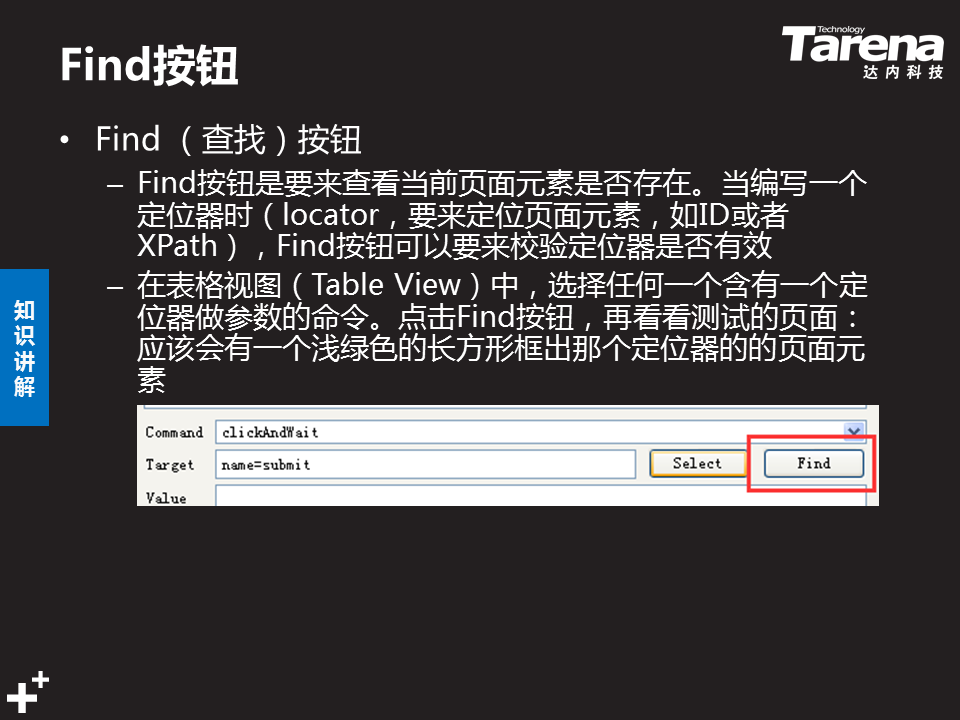 Find按钮
Technology
Tarena
达内科技
• Find （查找）按钮
– Find按钮是要来查看当前页面元素是否存在。当编写一个
定位器时（locator，要来定位页面元素，如ID或者
XPath），Find按钮可以要来校验定位器是否有效
– 在表格视图（Table View）中，选择任何一个含有一个定
位器做参数的命令。点击Find按钮，再看看测试的页面：
应该会有一个浅绿色的长方形框出那个定位器的的页面元
素
知
识
讲
解
Command clickAndWait
Target name=submit Select Find
Value